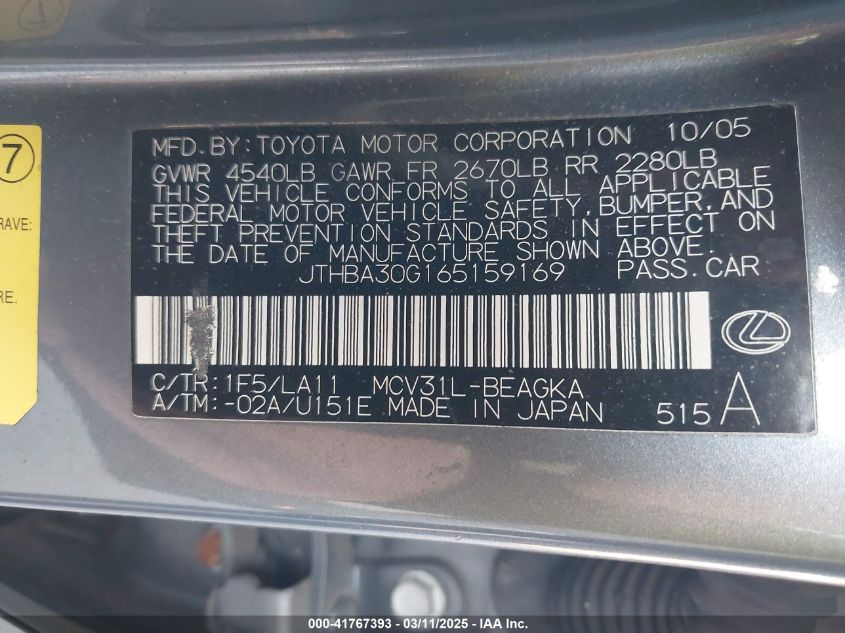 7
RAVE:
RE.
MFD.BY:TOYOTA MOTOR CORPORATION 10/05
GVWR 4540LB GAWR FR 2670LB RR 2280LB
THIS VEHICLE CONFORMS TO ALL APPLICABLE
FEDERAL MOTOR VEHICLE SAFETY,BUMPER,AND
THEFT PREVENTION STANDARDS IN EFFECT ON
THE DATE OF MANUFACTURE SHOWN ABOVE.
JTHBA30G165159169 PASS.CAR
C/TR:1F5/LA11 MCV31L-BEAGKA
A/TM:-02A/U151E MADE IN JAPAN 515 A
000-41767393 - 03/11/2025 - IAA Inc.